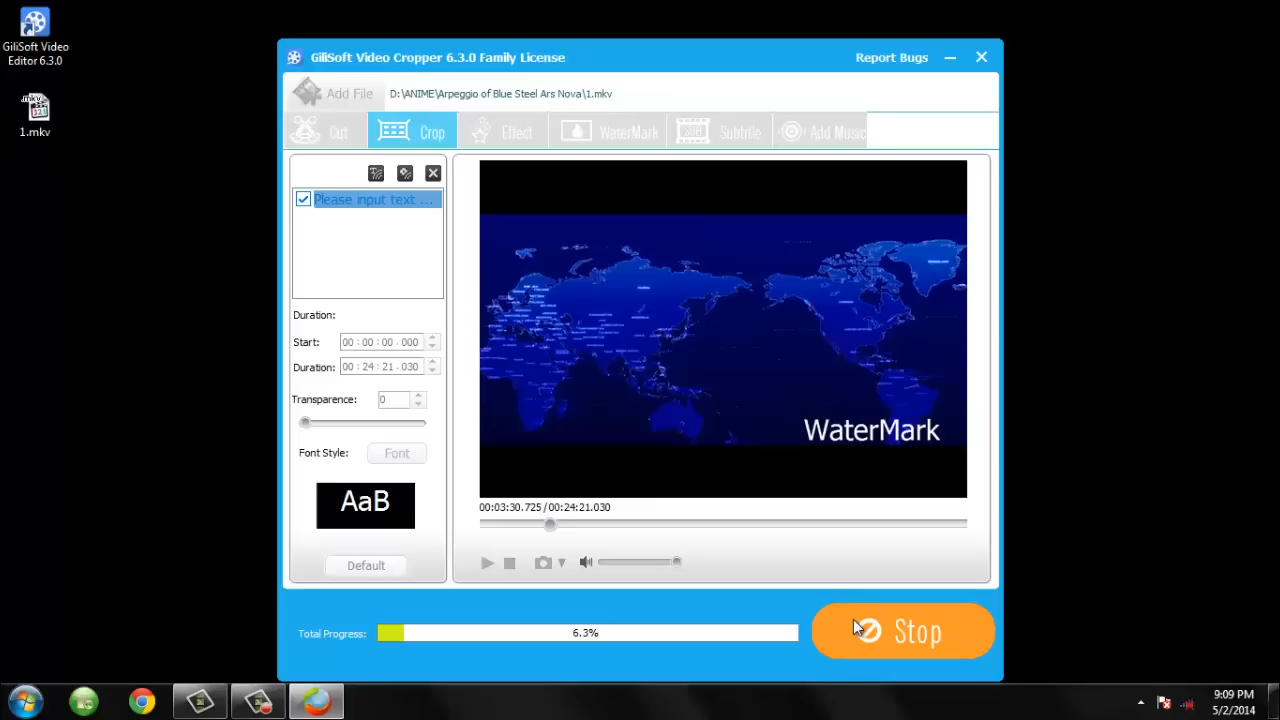 GiliSoft Video
Editor 6.3.0
.mkv
321
1.mkv
GiliSoft Video Cropper 6.3.0 Family License
Report Bugs
Add File
D:\ANIME\Arpeggio of Blue Steel Ars Nova\1.mkv
Cut
Crop
Effect
WaterMark
SUB
Subtitle
Add Music
Please input text ...
Duration:
Start:
00 : 00 : 00 . 000
Duration:
00 : 24 : 21 . 030
Transparence:
0
Font Style:
Font
AaB
Default
WaterMark
00:03:30.725 / 00:24:21.030
Total Progress:
6.3%
Stop
9:09 PM
5/2/2014